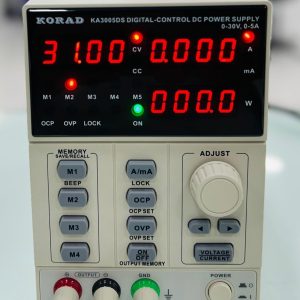 KORAD KA3005DS DIGITAL-CONTROL DC POWER SUPPLY
0-30V, 0-5A
31.00 CV 0.000 A
CC mA
000.0 W
M1 M2 M3 M4 M5
OCP OVP LOCK ON
MEMORY
SAVE/RECALL
ADJUST
M1 A/mA
BEEP LOCK
M2 OCP
OCP SET
M3 OVP
OVP SET
M4 ON
OFF
OUTPUT MEMORY
VOLTAGE
CURRENT
OUTPUT GND POWER